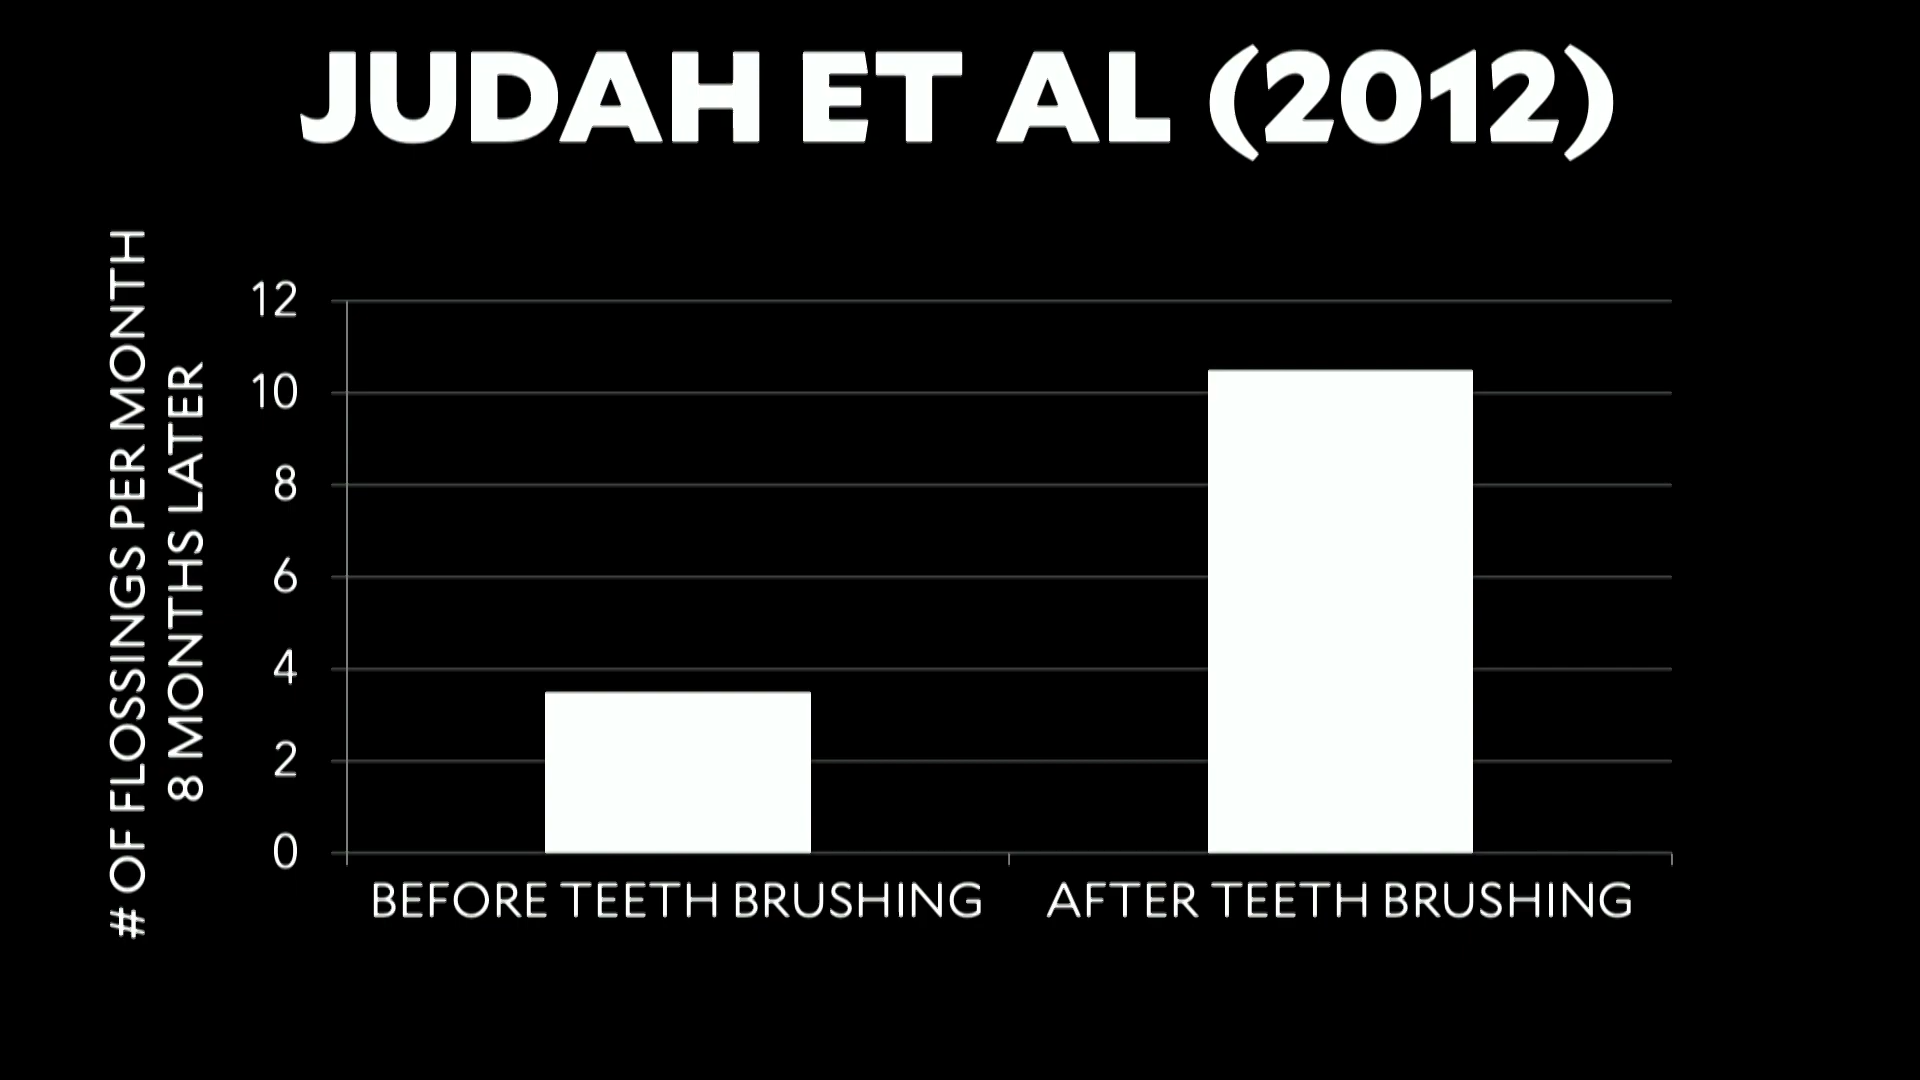 JUDAH ET AL (2012)
# OF FLOSSINGS PER MONTH
8 MONTHS LATER
12
10
8
6
4
2
0
BEFORE TEETH BRUSHING
AFTER TEETH BRUSHING